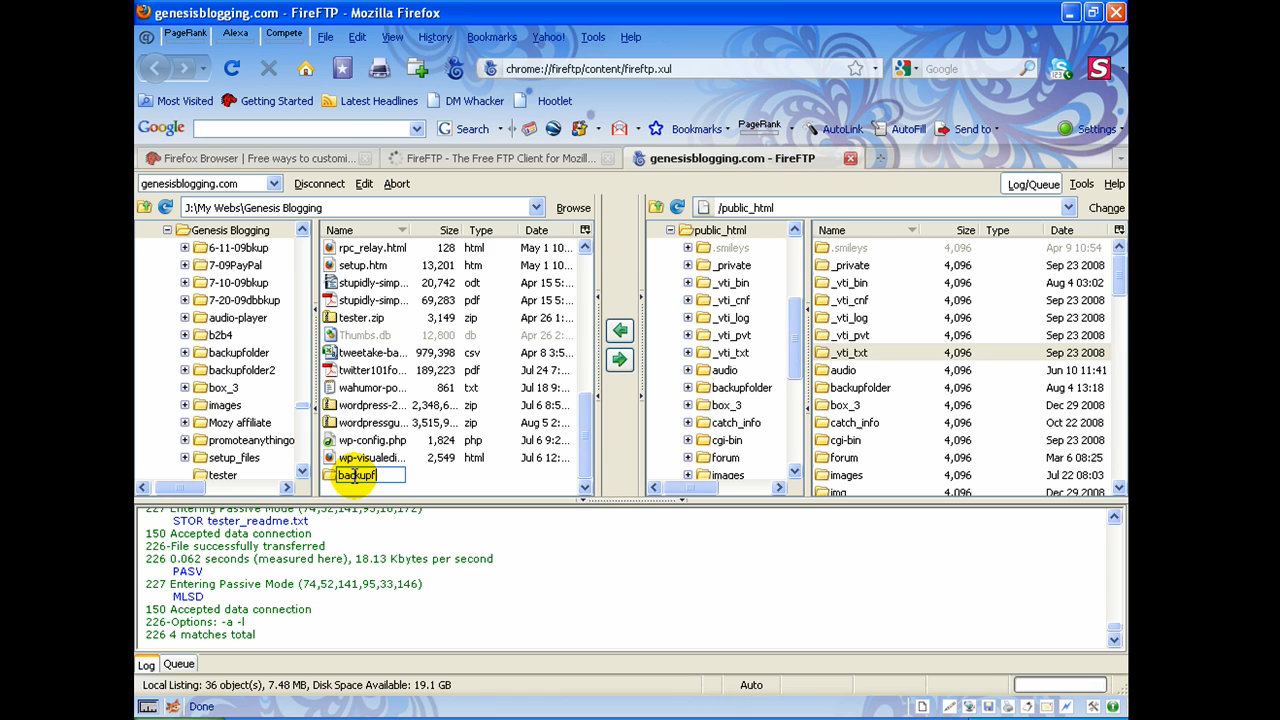 genesisblogging.com - FireFTP - Mozilla Firefox
PageRank Alexa Compete File Edit View History Bookmarks Yahoo! Tools Help
chrome://fireftp/content/fireftp.xul Google
Most Visited Getting Started Latest Headlines DM Whacker Hootlet
Google Search Bookmarks PageRank AutoLink AutoFill Send to Settings
Firefox Browser | Free ways to customi... FireFTP - The Free FTP Client for Mozill... genesisblogging.com - FireFTP
genesisblogging.com Disconnect Edit Abort Log/Queue Tools Help
J:\My Webs\Genesis Blogging Browse /public_html Change
Genesis Blogging Name Size Type Date public_html Name Size Type Date
6-11-09bkup rpc_relay.html 128 html May 1 10... .smileys .smileys 4,096 Apr 9 10:54
7-09PayPal setup.htm 3,201 htm May 1 10... _private _private 4,096 Sep 23 2008
7-10-09bkup stupidly-simp... 20,742 odt Apr 15 5... _vti_bin _vti_bin 4,096 Aug 4 03:02
7-20-09dbbkup stupidly-simp... 69,283 pdf Apr 15 5... _vti_cnf _vti_cnf 4,096 Sep 23 2008
audio-player tester.zip 3,149 zip Apr 26 1... _vti_log _vti_log 4,096 Sep 23 2008
b2b4 Thumbs.db 12,800 db Apr 26 2... _vti_pvt _vti_pvt 4,096 Sep 23 2008
backupfolder tweetake-ba... 979,398 csv Apr 8 3:5... _vti_txt _vti_txt 4,096 Sep 23 2008
backupfolder2 twitter101fo... 189,223 pdf Jul 24 7:... audio audio 4,096 Jun 10 11:41
box_3 wahumor-po... 861 txt Jul 18 9:... backupfolder backupfolder 4,096 Aug 4 13:18
images wordpress-2... 2,348,6... zip Jul 6 8:5... box_3 box_3 4,096 Dec 29 2008
Mozy affiliate wordpressgu... 3,515,9... zip Aug 5 2:... catch_info catch_info 4,096 Oct 22 2008
promoteanythingo wp-config.php 1,824 php Jul 6 9:2... cgi-bin cgi-bin 4,096 Dec 29 2008
setup_files wp-visualedi... 2,549 html Jul 6 12:... forum forum 4,096 Mar 6 08:25
tester backupf images images 4,096 Jul 22 08:03
img 4,096 Dec 29 2008
227 Entering Passive Mode (74,52,141,95,18,172)
STOR tester_readme.txt
150 Accepted data connection
226-File successfully transferred
226 0.062 seconds (measured here), 18.13 Kbytes per second
PASV
227 Entering Passive Mode (74,52,141,95,33,146)
MLSD
150 Accepted data connection
226-Options: -a -l
226 4 matches total
Log Queue
Local Listing: 36 object(s), 7.48 MB, Disk Space Available: 19.1 GB Auto
Done